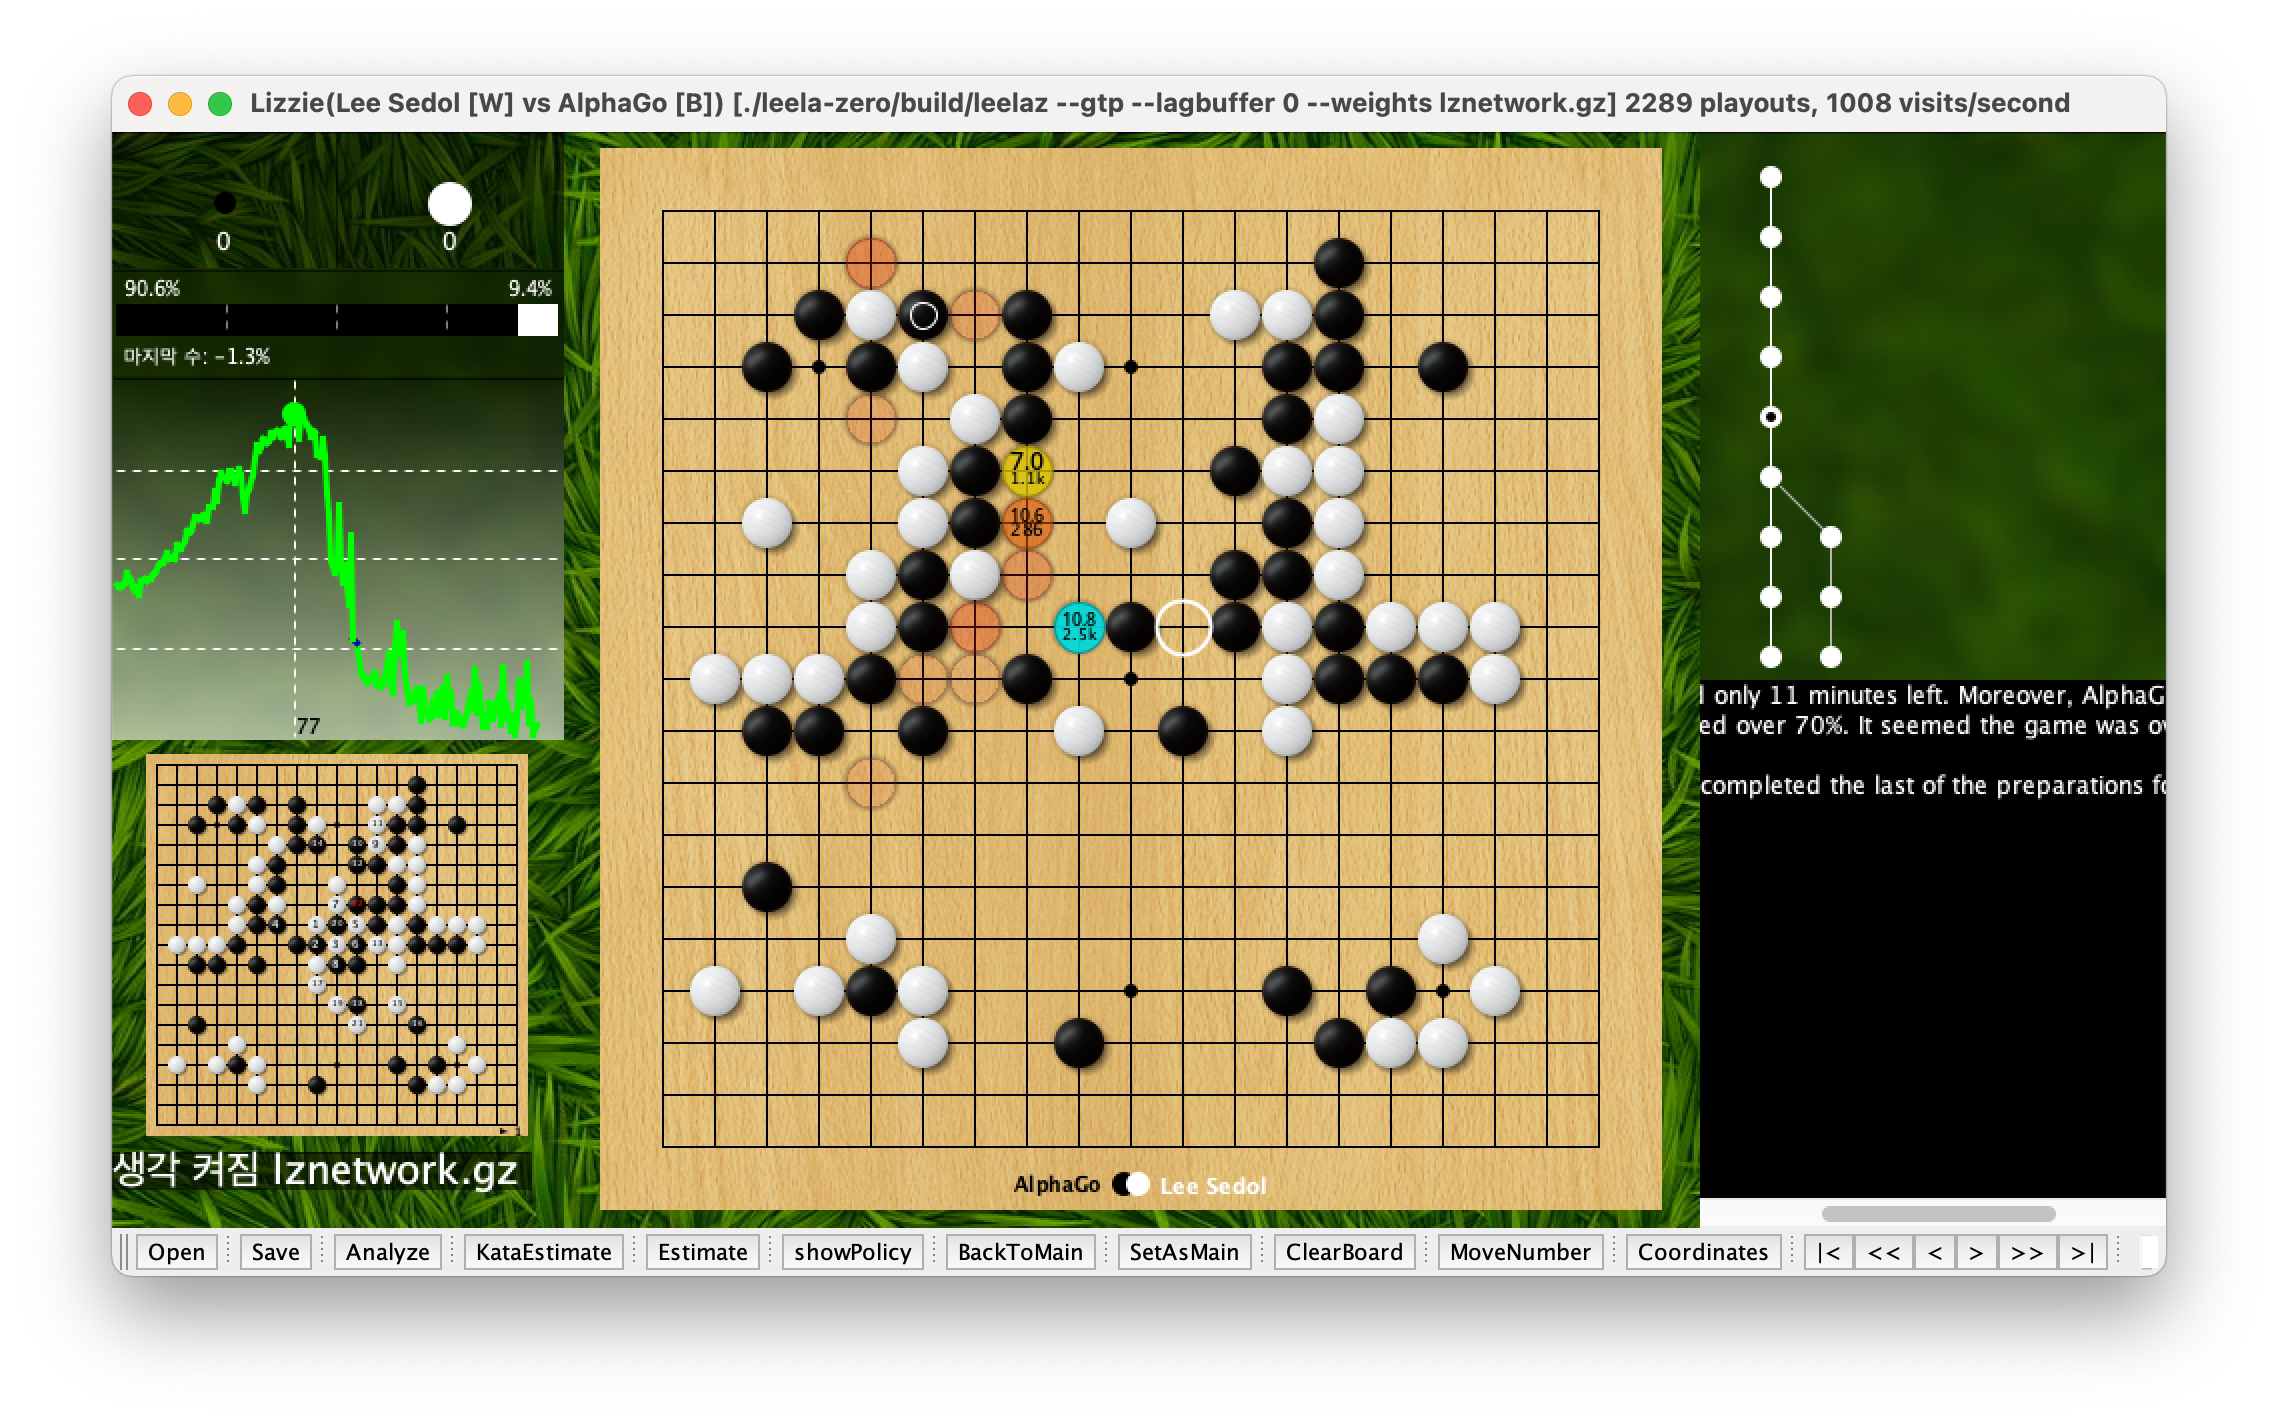 Lizzie(Lee Sedol [W] vs AlphaGo [B]) [./leela-zero/build/leelaz --gtp --lagbuffer 0 --weights lznetwork.gz] 2289 playouts, 1008 visits/second
0 0
90.6% 9.4%
마지막 수: -1.3%
77
생각 켜짐 lznetwork.gz
7.0
1.1k
10.6
286
10.8
2.5k
AlphaGo Lee Sedol
only 11 minutes left. Moreover, AlphaG
ed over 70%. It seemed the game was ov
completed the last of the preparations fo
Open Save Analyze KataEstimate Estimate showPolicy BackToMain SetAsMain ClearBoard MoveNumber Coordinates |< << < > >> >|